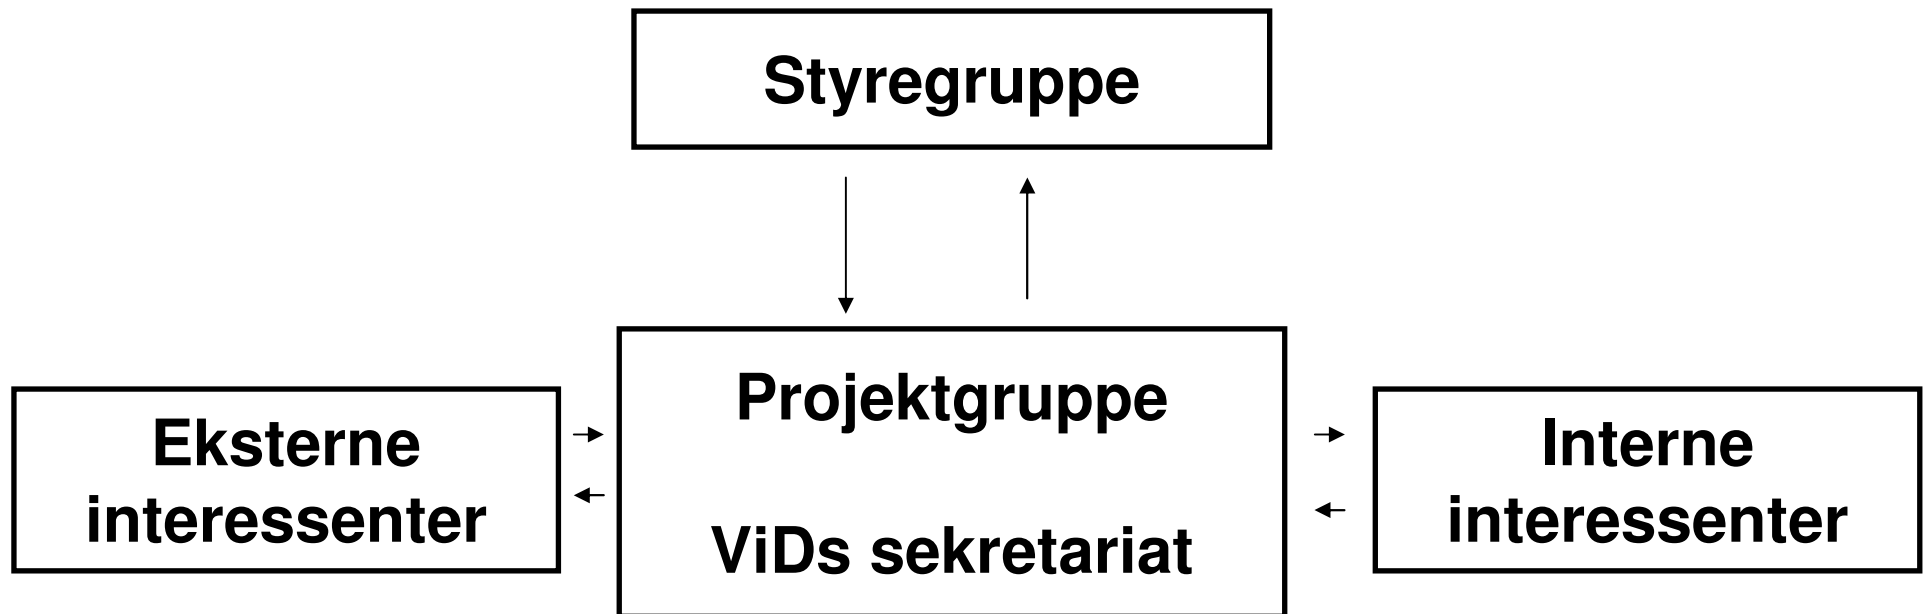 Styregruppe
Projektgruppe
ViDs sekretariat
Eksterne
interessenter
Interne
interessenter